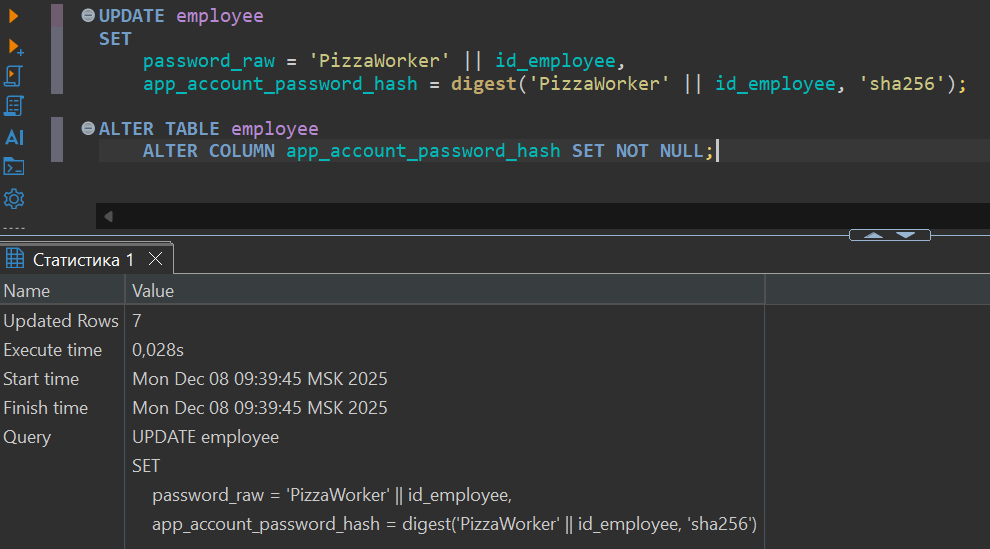 UPDATE employee
SET
password_raw = 'PizzaWorker' || id_employee,
app_account_password_hash = digest('PizzaWorker' || id_employee, 'sha256');
ALTER TABLE employee
ALTER COLUMN app_account_password_hash SET NOT NULL;
AI
Статистика 1
Name Value
Updated Rows 7
Execute time 0,028s
Start time Mon Dec 08 09:39:45 MSK 2025
Finish time Mon Dec 08 09:39:45 MSK 2025
Query UPDATE employee
SET
password_raw = 'PizzaWorker' || id_employee,
app_account_password_hash = digest('PizzaWorker' || id_employee, 'sha256')